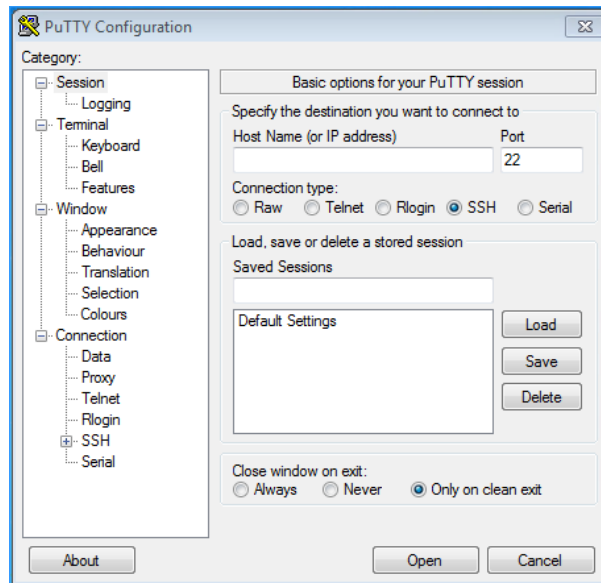 PuTTY Configuration
Category:
Session
Logging
Terminal
Keyboard
Bell
Features
Window
Appearance
Behaviour
Translation
Selection
Colours
Connection
Data
Proxy
Telnet
Rlogin
SSH
Serial
Basic options for your PuTTY session
Specify the destination you want to connect to
Host Name (or IP address) Port
22
Connection type:
Raw Telnet Rlogin SSH Serial
Load, save or delete a stored session
Saved Sessions
Default Settings
Load
Save
Delete
Close window on exit:
Always Never Only on clean exit
About Open Cancel